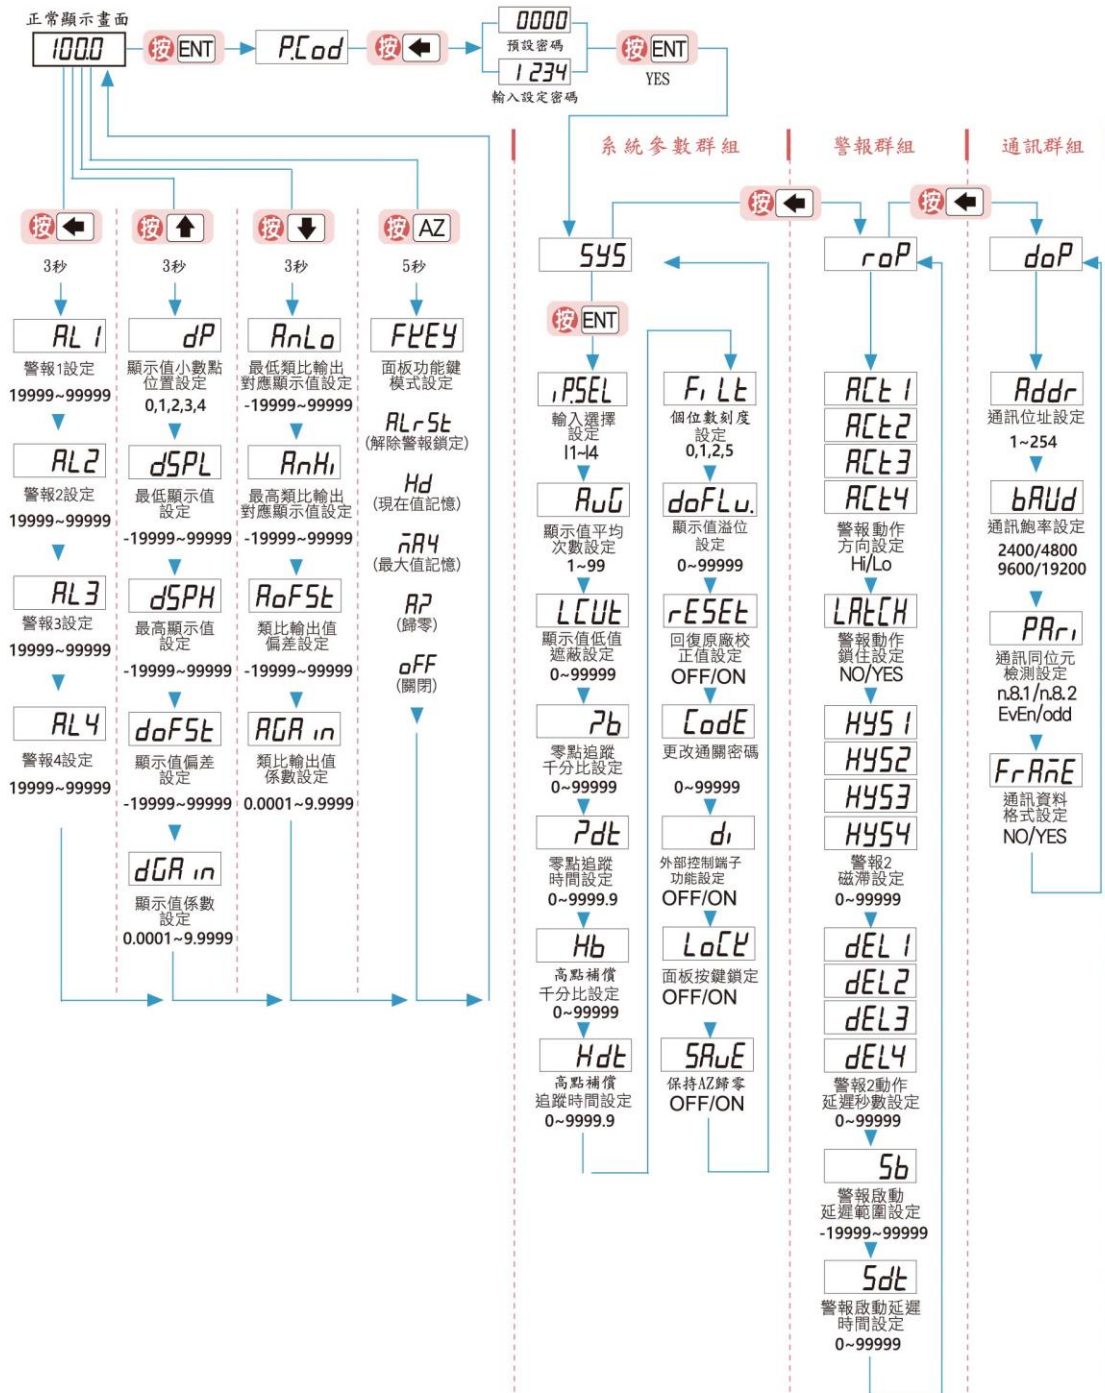 正常顯示畫面
100.0
按 ENT
P.Cod
按
0000
預設密碼
1234
輸入設定密碼
按 ENT
YES
系統參數群組
警報群組
通訊群組
按
3秒
AL1
警報1設定
19999~99999
AL2
警報2設定
19999~99999
AL3
警報3設定
19999~99999
AL4
警報4設定
19999~99999
按
3秒
dP
顯示值小數點
位置設定
0,1,2,3,4
dSPL
最低顯示值
設定
-19999~99999
dSPH
最高顯示值
設定
-19999~99999
doFSt
顯示值偏差
設定
-19999~99999
dGAin
顯示值係數
設定
0.0001~9.9999
按
3秒
AnLo
最低類比輸出
對應顯示值設定
-19999~99999
AnHi
最高類比輸出
對應顯示值設定
-19999~99999
AoFSt
類比輸出值
偏差設定
-19999~99999
AGAin
類比輸出值
係數設定
0.0001~9.9999
按 AZ
5秒
FKEY
面板功能鍵
模式設定
ALrSt
(解除警報鎖定)
Hd
(現在值記憶)
mAH
(最大值記憶)
AZ
(歸零)
oFF
(關閉)
SYS
按 ENT
iP.SEL
輸入選擇
設定
I1~I4
AvG
顯示值平均
次數設定
1~99
LCUt
顯示值低值
遮蔽設定
0~99999
Zb
零點追蹤
千分比設定
0~99999
Zdt
零點追蹤
時間設定
0~9999.9
Hb
高點補償
千分比設定
0~99999
Hdt
高點補償
追蹤時間設定
0~9999.9
FiLt
個位數刻度
設定
0,1,2,5
doFLv.
顯示值溢位
設定
0~99999
rESEt
回復原廠校
正值設定
OFF/ON
CodE
更改通關密碼
0~99999
di
外部控制端子
功能設定
OFF/ON
LoCK
面板按鍵鎖定
OFF/ON
SAvE
保持AZ歸零
OFF/ON
按
roP
ACt1
ACt2
ACt3
ACt4
警報動作
方向設定
Hi/Lo
LAtCH
警報動作
鎖住設定
NO/YES
HYS1
HYS2
HYS3
HYS4
警報2
磁滯設定
0~99999
dEL1
dEL2
dEL3
dEL4
警報2動作
延遲秒數設定
0~99999
Sb
警報啟動
延遲範圍設定
-19999~99999
Sdt
警報啟動延遲
時間設定
0~99999
按
doP
Addr
通訊位址設定
1~254
bAUd
通訊鮑率設定
2400/4800
9600/19200
PAri
通訊同位元
檢測設定
n.8.1/n.8.2
EvEn/odd
FrAmE
通訊資料
格式設定
NO/YES